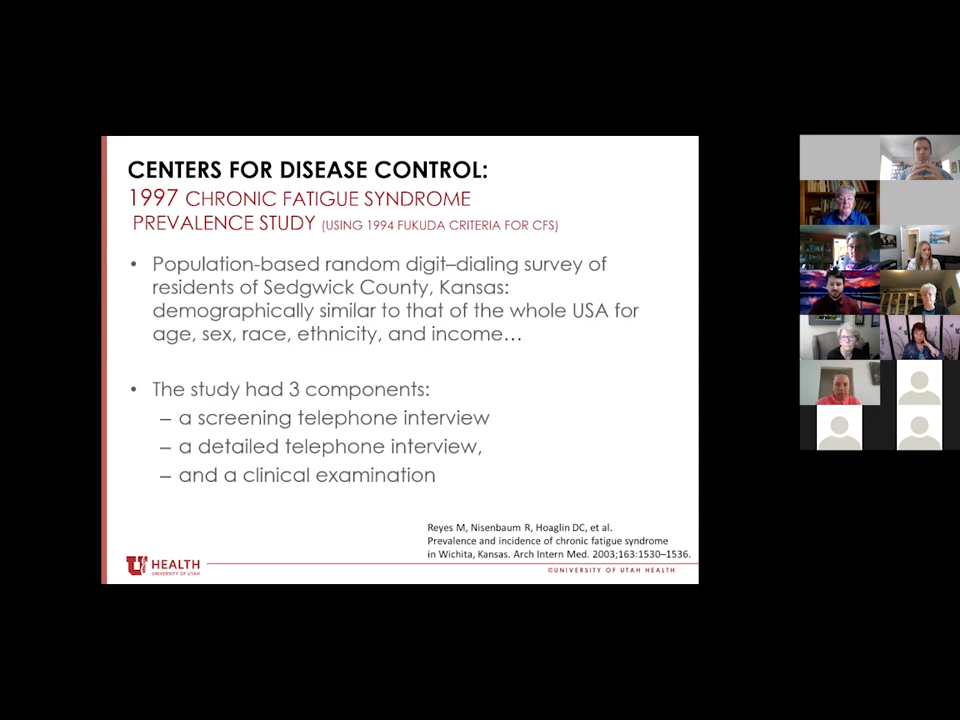 CENTERS FOR DISEASE CONTROL:
1997 CHRONIC FATIGUE SYNDROME
PREVALENCE STUDY (USING 1994 FUKUDA CRITERIA FOR CFS)
• Population-based random digit–dialing survey of
residents of Sedgwick County, Kansas:
demographically similar to that of the whole USA for
age, sex, race, ethnicity, and income…
• The study had 3 components:
– a screening telephone interview
– a detailed telephone interview,
– and a clinical examination
Reyes M, Nisenbaum R, Hoaglin DC, et al.
Prevalence and incidence of chronic fatigue syndrome
in Wichita, Kansas. Arch Intern Med. 2003;163:1530–1536.
U HEALTH
UNIVERSITY OF UTAH
©UNIVERSITY OF UTAH HEALTH